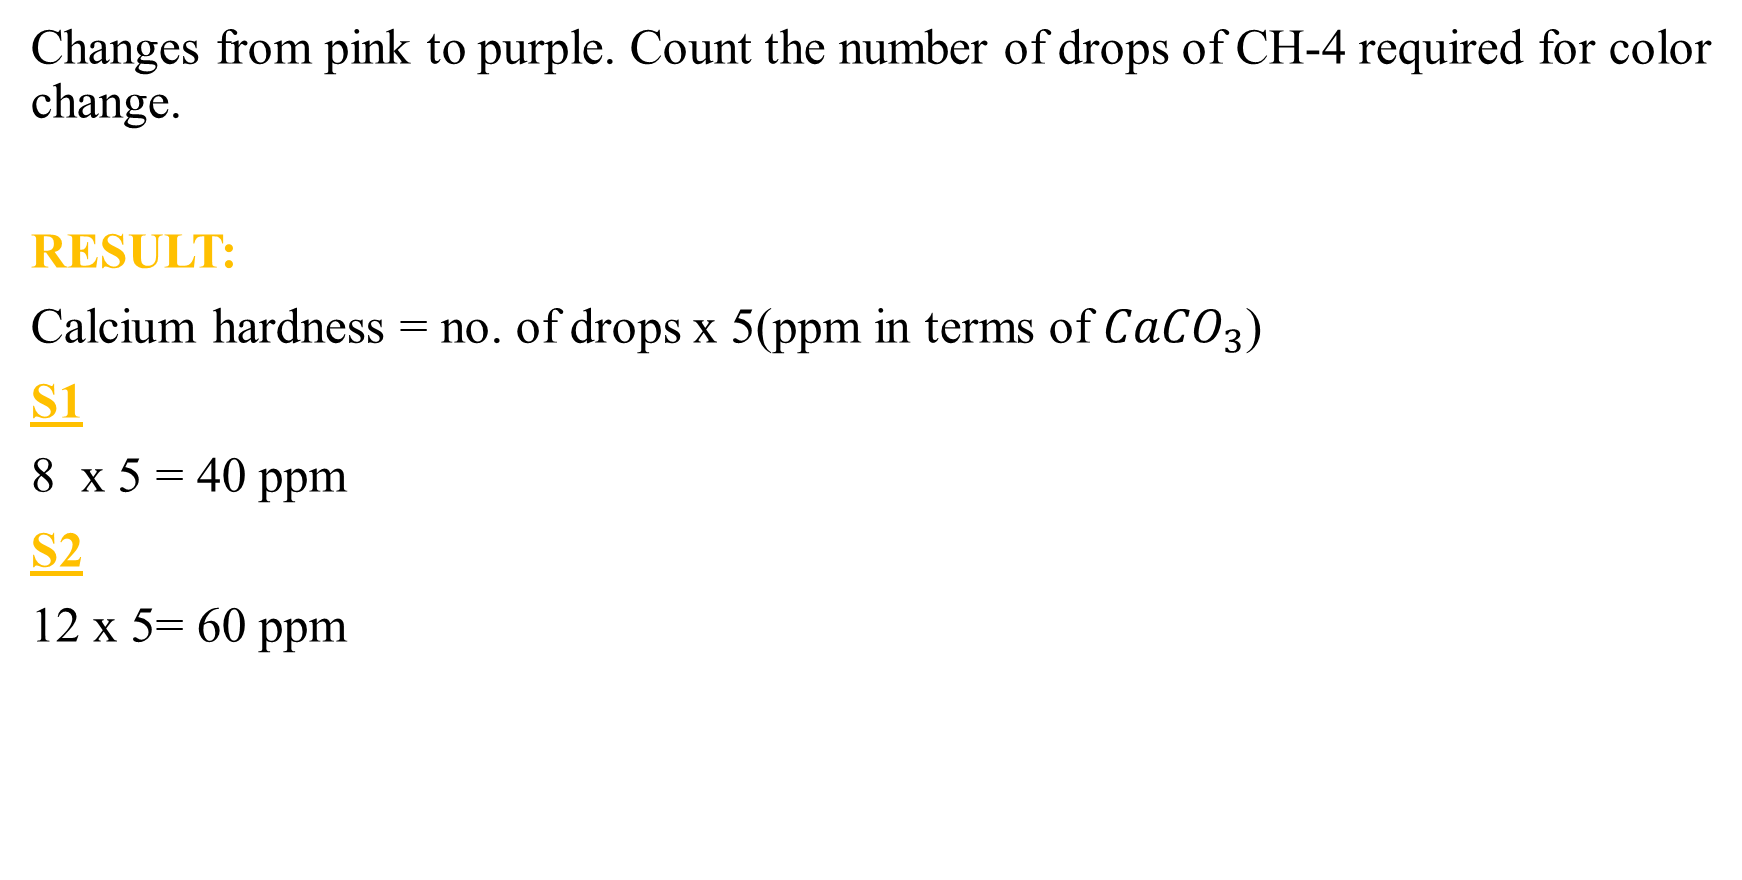 Changes from pink to purple. Count the number of drops of CH-4 required for color
change.
RESULT:
Calcium hardness = no. of drops x 5(ppm in terms of 𝐶𝑎𝐶𝑂₃)
S1
8 x 5 = 40 ppm
S2
12 x 5= 60 ppm